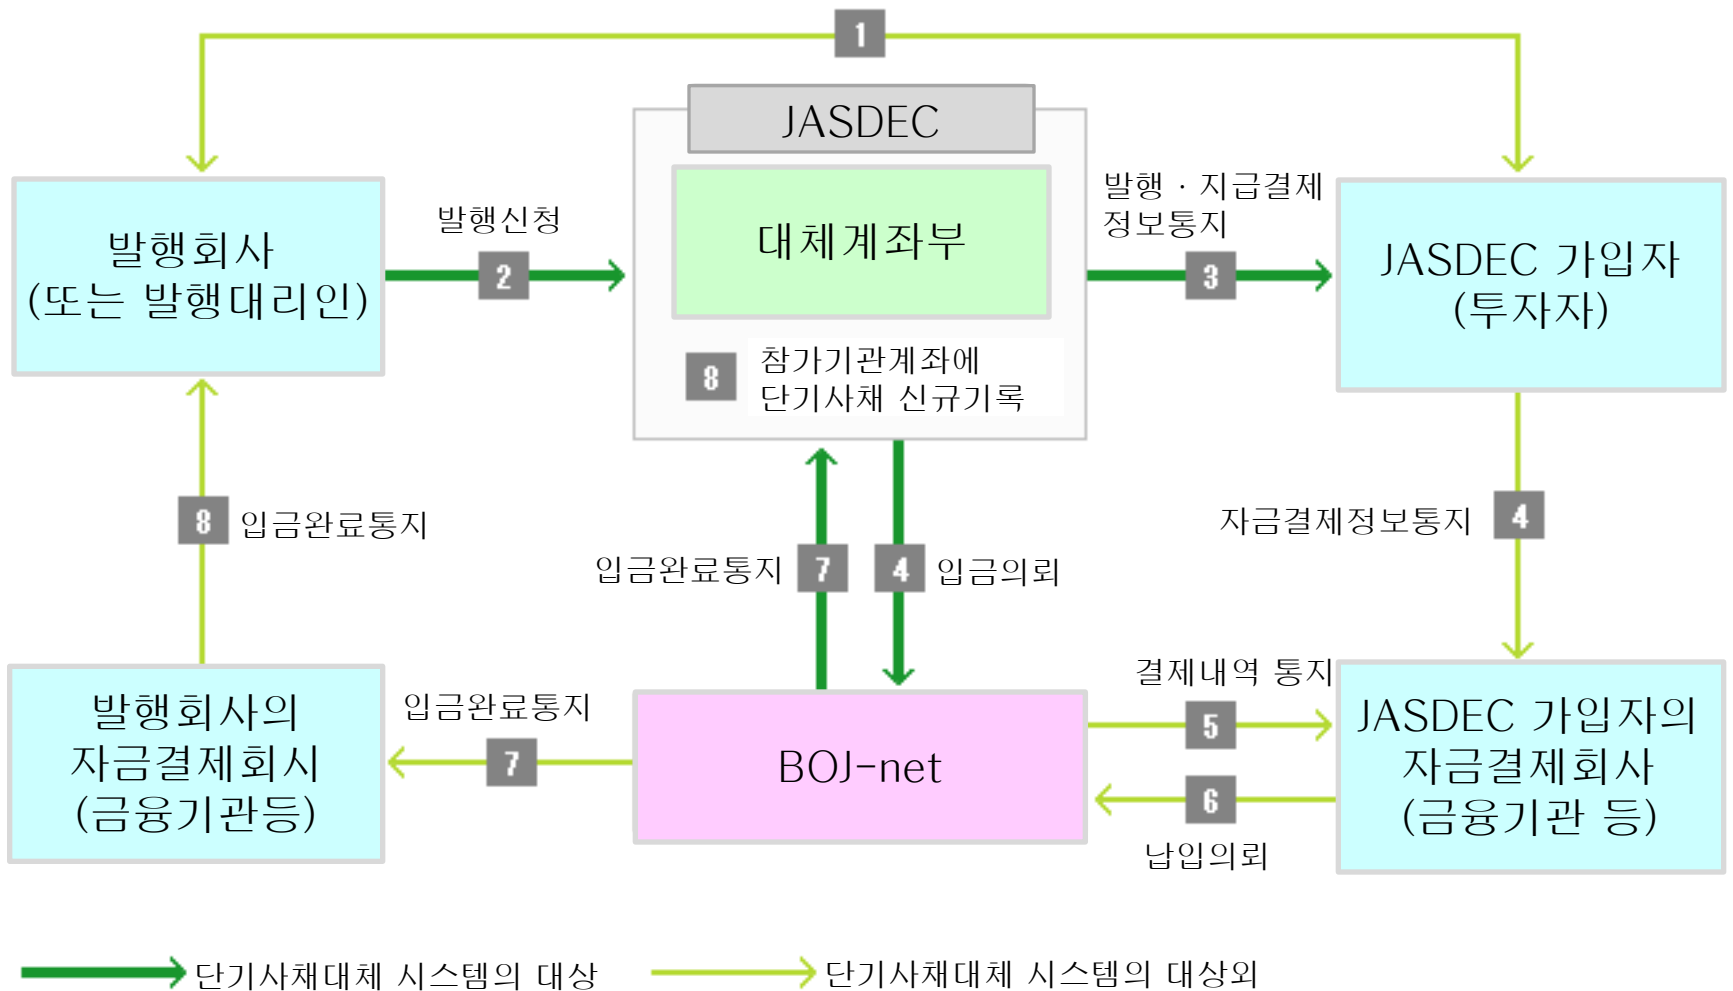 1
JASDEC
대체계좌부
발행신청
2
발행 · 지급결제
정보통지
3
발행회사
(또는 발행대리인)
JASDEC 가입자
(투자자)
8
참가기관계좌에
단기사채 신규기록
8
입금완료통지
입금완료통지
7
4
입금의뢰
자금결제정보통지
4
발행회사의
자금결제회시
(금융기관등)
입금완료통지
7
BOJ-net
결제내역 통지
5
6
납입의뢰
JASDEC 가입자의
자금결제회사
(금융기관 등)
단기사채대체 시스템의 대상
단기사채대체 시스템의 대상외